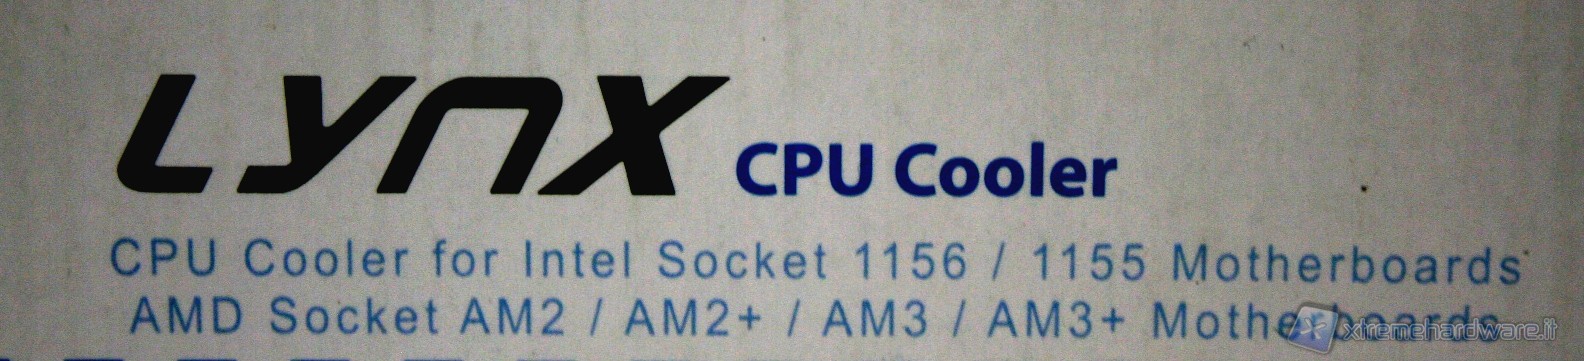 LYNX CPU Cooler
CPU Cooler for Intel Socket 1156 / 1155 Motherboards
AMD Socket AM2 / AM2+ / AM3 / AM3+ Motherboards
xtremehardware.it